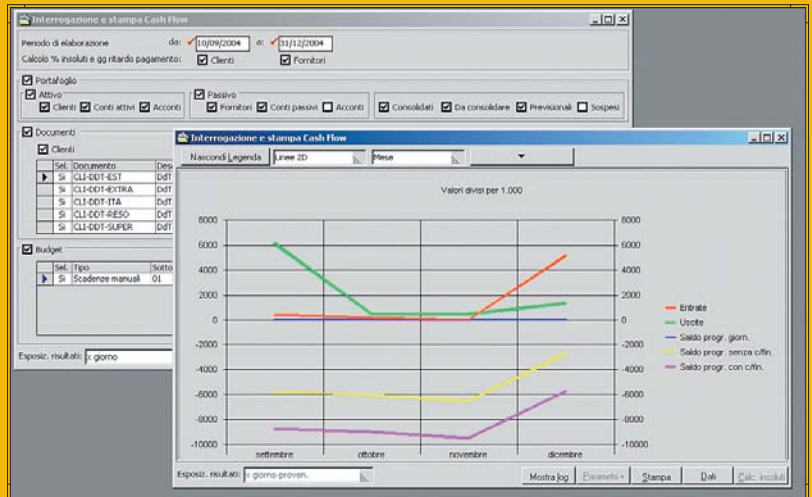 Interrogazione e stampa Cash Flow
Periodo di elaborazione da: 10/09/2004 a: 31/12/2004
Calcolo % insoluti e gg ritardo pagamento: Clienti Fornitori
Portafoglio
Attivo Passivo
Clienti Conti attivi Acconti Fornitori Conti passivi Acconti Consolidati Da consolidare Previsionali Sospesi
Documenti
Clienti
Sel. Documento
Si CLI-DDT-EST DdT
Si CLI-DDT-EXTRA DdT
Si CLI-DDT-ITA DdT
Si CLI-DDT-RESO DdT
Si CLI-DDT-SUPER DdT
Budget
Sel. Tipo Sotto
Si Scadenze manuali 01
Esposiz. risultati: x giorno
Interrogazione e stampa Cash Flow
Nascondi Legenda Linee 2D Mese
Valori divisi per 1.000
8000 8000
6000 6000
4000 4000
2000 2000
0 0
-2000 -2000
-4000 -4000
-6000 -6000
-8000 -8000
-10000 -10000
settembre ottobre novembre dicembre
Entrate
Uscite
Saldo progr. giorn.
Saldo progr. senza c/fin.
Saldo progr. con c/fin.
Esposiz. risultati: x giorno-proven.
Mostra log Parametri Stampa Dati Calc. insoluti